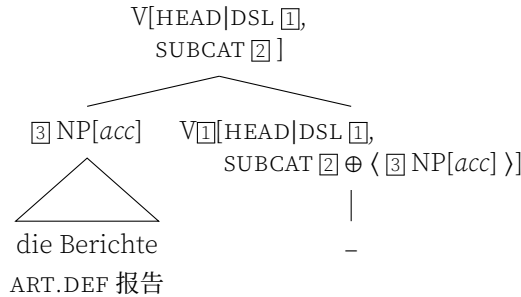 V[HEAD|DSL 1,
SUBCAT 2 ]
3 NP[acc]
V1[HEAD|DSL 1,
SUBCAT 2 ⊕ ⟨ 3 NP[acc] ⟩]
die Berichte
–
ART.DEF 报告